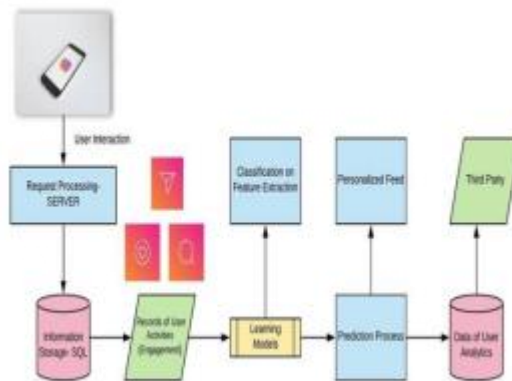 User Interaction
Request Processing-
SERVER
Classification on
Feature-Extraction
Personalized Feed
Third Party
Information
Storage- SQL
Records of User
Activities
(Engagement)
Learning
Models
Prediction Process
Data of User
Analytics